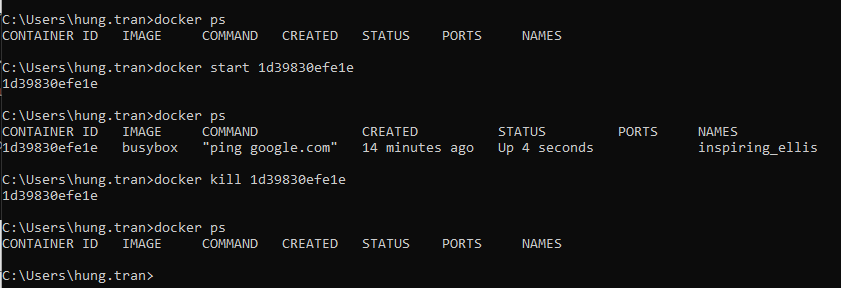 C:\Users\hung.tran>docker ps
CONTAINER ID   IMAGE     COMMAND   CREATED   STATUS    PORTS     NAMES
C:\Users\hung.tran>docker start 1d39830efe1e
1d39830efe1e
C:\Users\hung.tran>docker ps
CONTAINER ID   IMAGE     COMMAND             CREATED          STATUS         PORTS     NAMES
1d39830efe1e   busybox   "ping google.com"   14 minutes ago   Up 4 seconds             inspiring_ellis
C:\Users\hung.tran>docker kill 1d39830efe1e
1d39830efe1e
C:\Users\hung.tran>docker ps
CONTAINER ID   IMAGE     COMMAND   CREATED   STATUS    PORTS     NAMES
C:\Users\hung.tran>